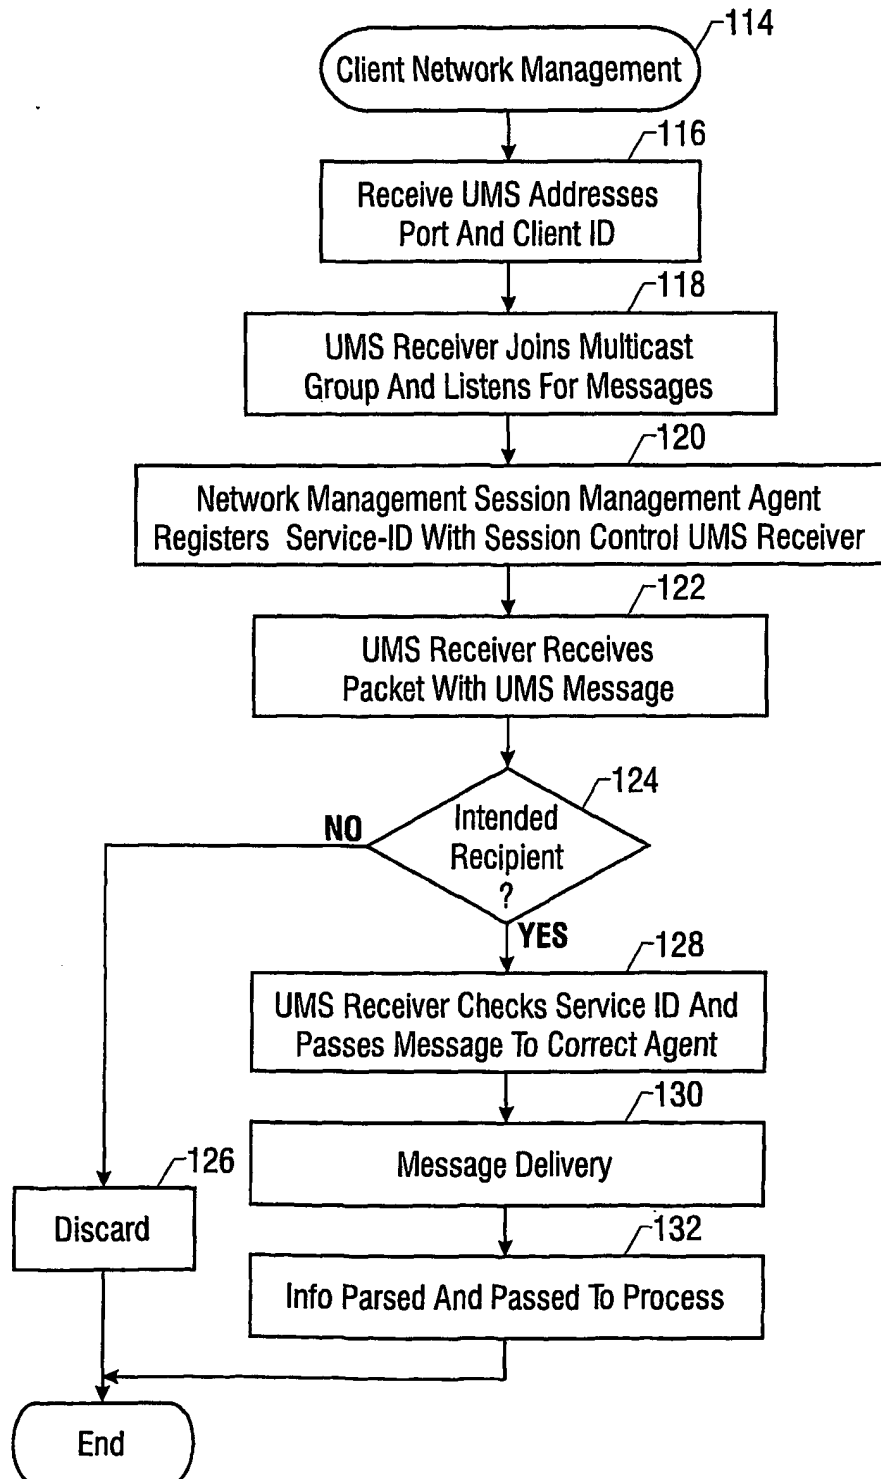 114
Client Network Management
116
Receive UMS Addresses
Port And Client ID
118
UMS Receiver Joins Multicast
Group And Listens For Messages
120
Network Management Session Management Agent
Registers Service-ID With Session Control UMS Receiver
122
UMS Receiver Receives
Packet With UMS Message
124
Intended
Recipient
?
NO
YES
128
UMS Receiver Checks Service ID And
Passes Message To Correct Agent
130
Message Delivery
126
Discard
132
Info Parsed And Passed To Process
End